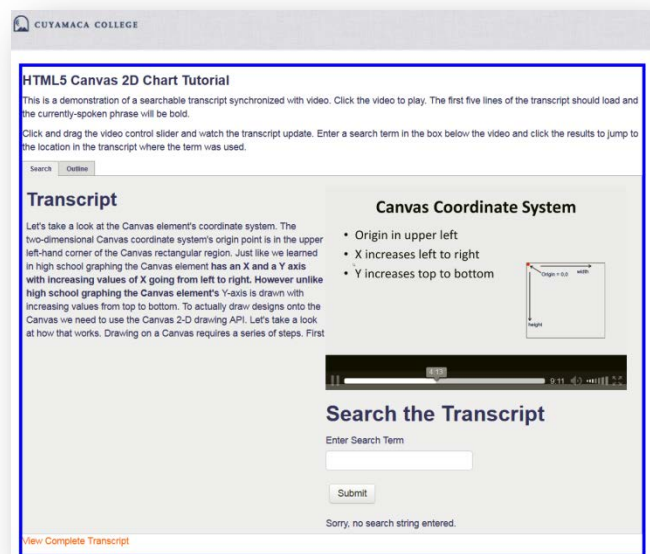 CUYAMACA COLLEGE
HTML5 Canvas 2D Chart Tutorial
This is a demonstration of a searchable transcript synchronized with video. Click the video to play. The first five lines of the transcript should load and
the currently-spoken phrase will be bold.
Click and drag the video control slider and watch the transcript update. Enter a search term in the box below the video and click the results to jump to
the location in the transcript where the term was used.
Search Outline
Transcript
Let's take a look at the Canvas element's coordinate system. The
two-dimensional Canvas coordinate system's origin point is in the upper
left-hand corner of the Canvas rectangular region. Just like we learned
in high school graphing the Canvas element has an X and a Y axis
with increasing values of X going from left to right. However unlike
high school graphing the Canvas element's Y-axis is drawn with
increasing values from top to bottom. To actually draw designs onto the
Canvas we need to use the Canvas 2-D drawing API. Let's take a look
at how that works. Drawing on a Canvas requires a series of steps. First
Canvas Coordinate System
• Origin in upper left
• X increases left to right
• Y increases top to bottom
Origin = 0,0 width
height
4:13
9:11
Search the Transcript
Enter Search Term
Submit
Sorry, no search string entered.
View Complete Transcript